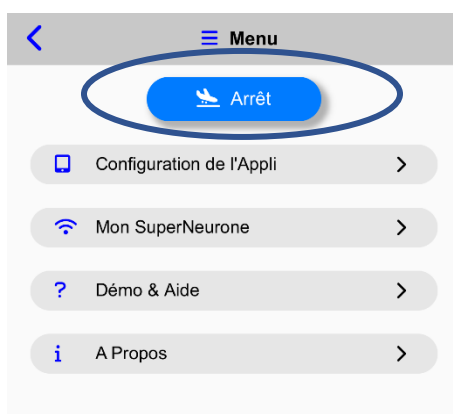 Menu
Arrêt
Configuration de l'Appli
Mon SuperNeurone
Démo & Aide
A Propos